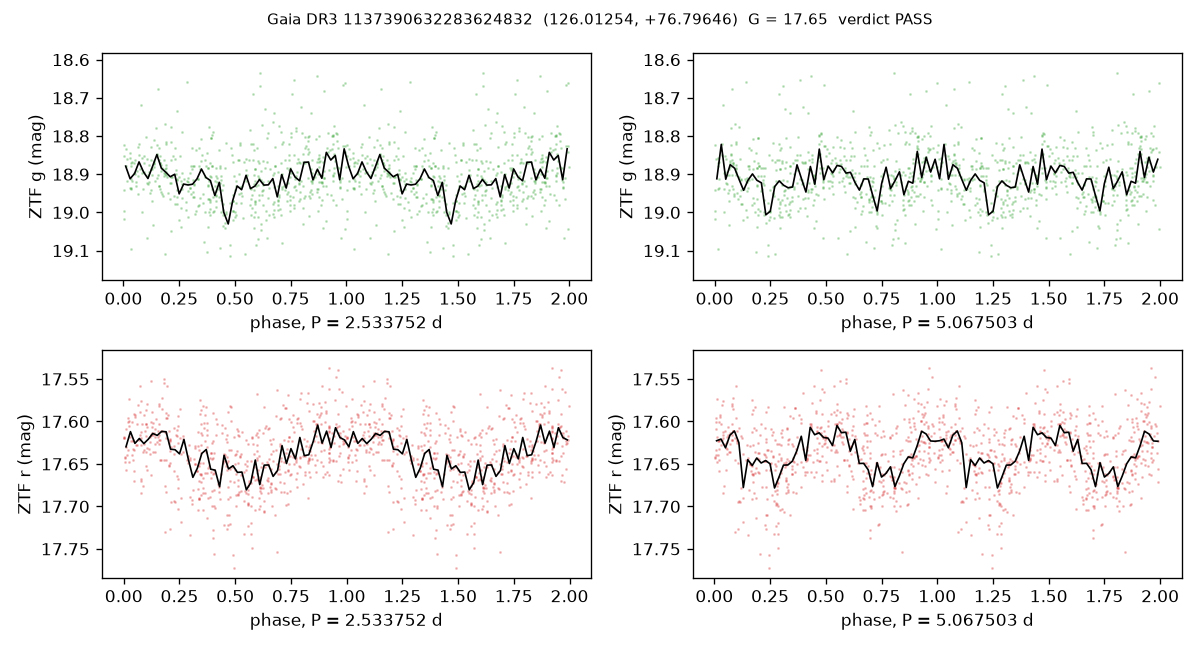 Gaia DR3 1137390632283624832 (126.01254, +76.79646) G = 17.65 verdict PASS
ZTF g (mag)
18.6
18.7
18.8
18.9
19.0
19.1
0.00 0.25 0.50 0.75 1.00 1.25 1.50 1.75 2.00
phase, P = 2.533752 d
ZTF g (mag)
18.6
18.7
18.8
18.9
19.0
19.1
0.00 0.25 0.50 0.75 1.00 1.25 1.50 1.75 2.00
phase, P = 5.067503 d
ZTF r (mag)
17.55
17.60
17.65
17.70
17.75
0.00 0.25 0.50 0.75 1.00 1.25 1.50 1.75 2.00
phase, P = 2.533752 d
ZTF r (mag)
17.55
17.60
17.65
17.70
17.75
0.00 0.25 0.50 0.75 1.00 1.25 1.50 1.75 2.00
phase, P = 5.067503 d